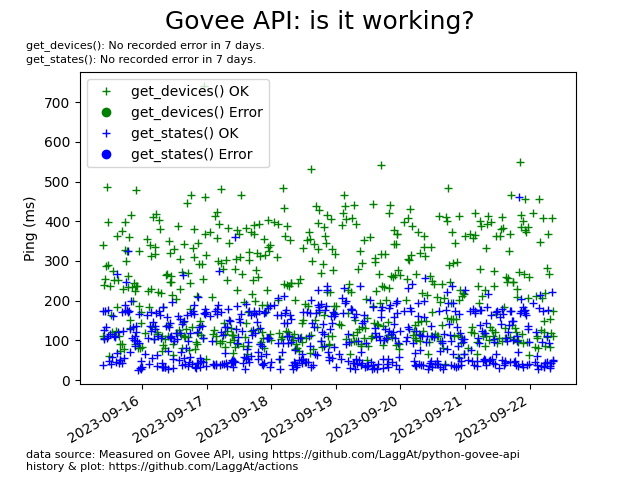 Govee API: is it working?
get_devices(): No recorded error in 7 days.
get_states(): No recorded error in 7 days.
get_devices() OK
get_devices() Error
get_states() OK
get_states() Error
Ping (ms)
700
600
500
400
300
200
100
0
2023-09-16
2023-09-17
2023-09-18
2023-09-19
2023-09-20
2023-09-21
2023-09-22
data source: Measured on Govee API, using https://github.com/LaggAt/python-govee-api
history & plot: https://github.com/LaggAt/actions